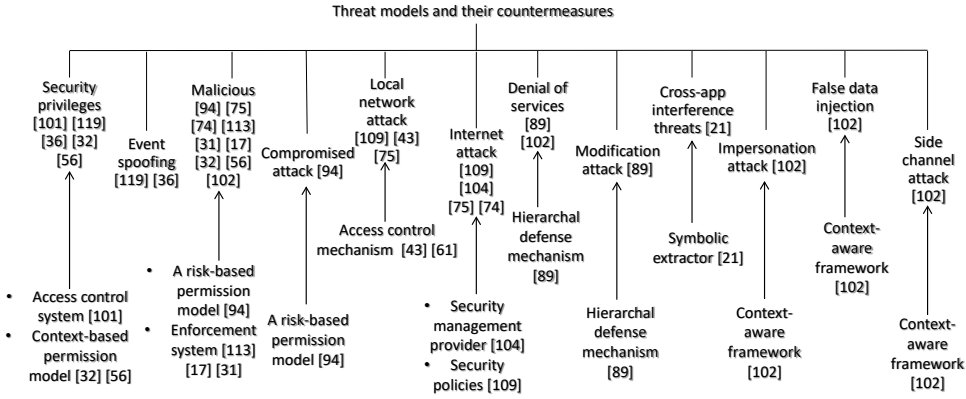 Threat models and their countermeasures
Security
privileges
[101] [119]
[36] [32]
[56]
Event
spoofing
[119] [36]
Malicious
[94] [75]
[74] [113]
[31] [17]
[32] [56]
[102]
Compromised
attack [94]
Local
network
attack
[109] [43]
[75]
Internet
attack
[109]
[104]
[75] [74]
Denial of
services
[89]
[102]
Modification
attack [89]
Cross-app
interference
threats [21]
Impersonation
attack [102]
False data
injection
[102]
Side
channel
attack
[102]
• Access control
system [101]
• Context-based
permission
model [32] [56]
• A risk-based
permission
model [94]
• Enforcement
system [113]
[17] [31]
A risk-based
permission
model [94]
Access control
mechanism [43] [61]
• Security
management
provider [104]
• Security
policies [109]
Hierarchal
defense
mechanism
[89]
Hierarchal
defense
mechanism
[89]
Symbolic
extractor [21]
Context-
aware
framework
[102]
Context-
aware
framework
[102]
Context-
aware
framework
[102]